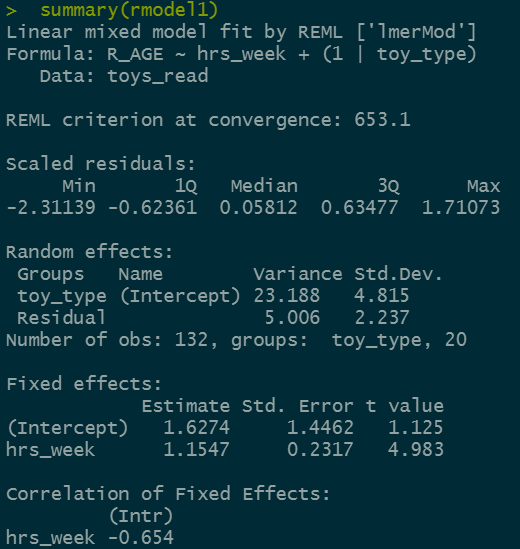 >  summary(rmodel1)
Linear mixed model fit by REML ['lmerMod']
Formula: R_AGE ~ hrs_week + (1 | toy_type)
   Data: toys_read
REML criterion at convergence: 653.1
Scaled residuals:
     Min       1Q   Median       3Q      Max
-2.31139 -0.62361  0.05812  0.63477  1.71073
Random effects:
 Groups   Name        Variance Std.Dev.
 toy_type (Intercept) 23.188   4.815
 Residual              5.006   2.237
Number of obs: 132, groups:  toy_type, 20
Fixed effects:
            Estimate Std. Error t value
(Intercept)   1.6274     1.4462   1.125
hrs_week      1.1547     0.2317   4.983
Correlation of Fixed Effects:
         (Intr)
hrs_week -0.654